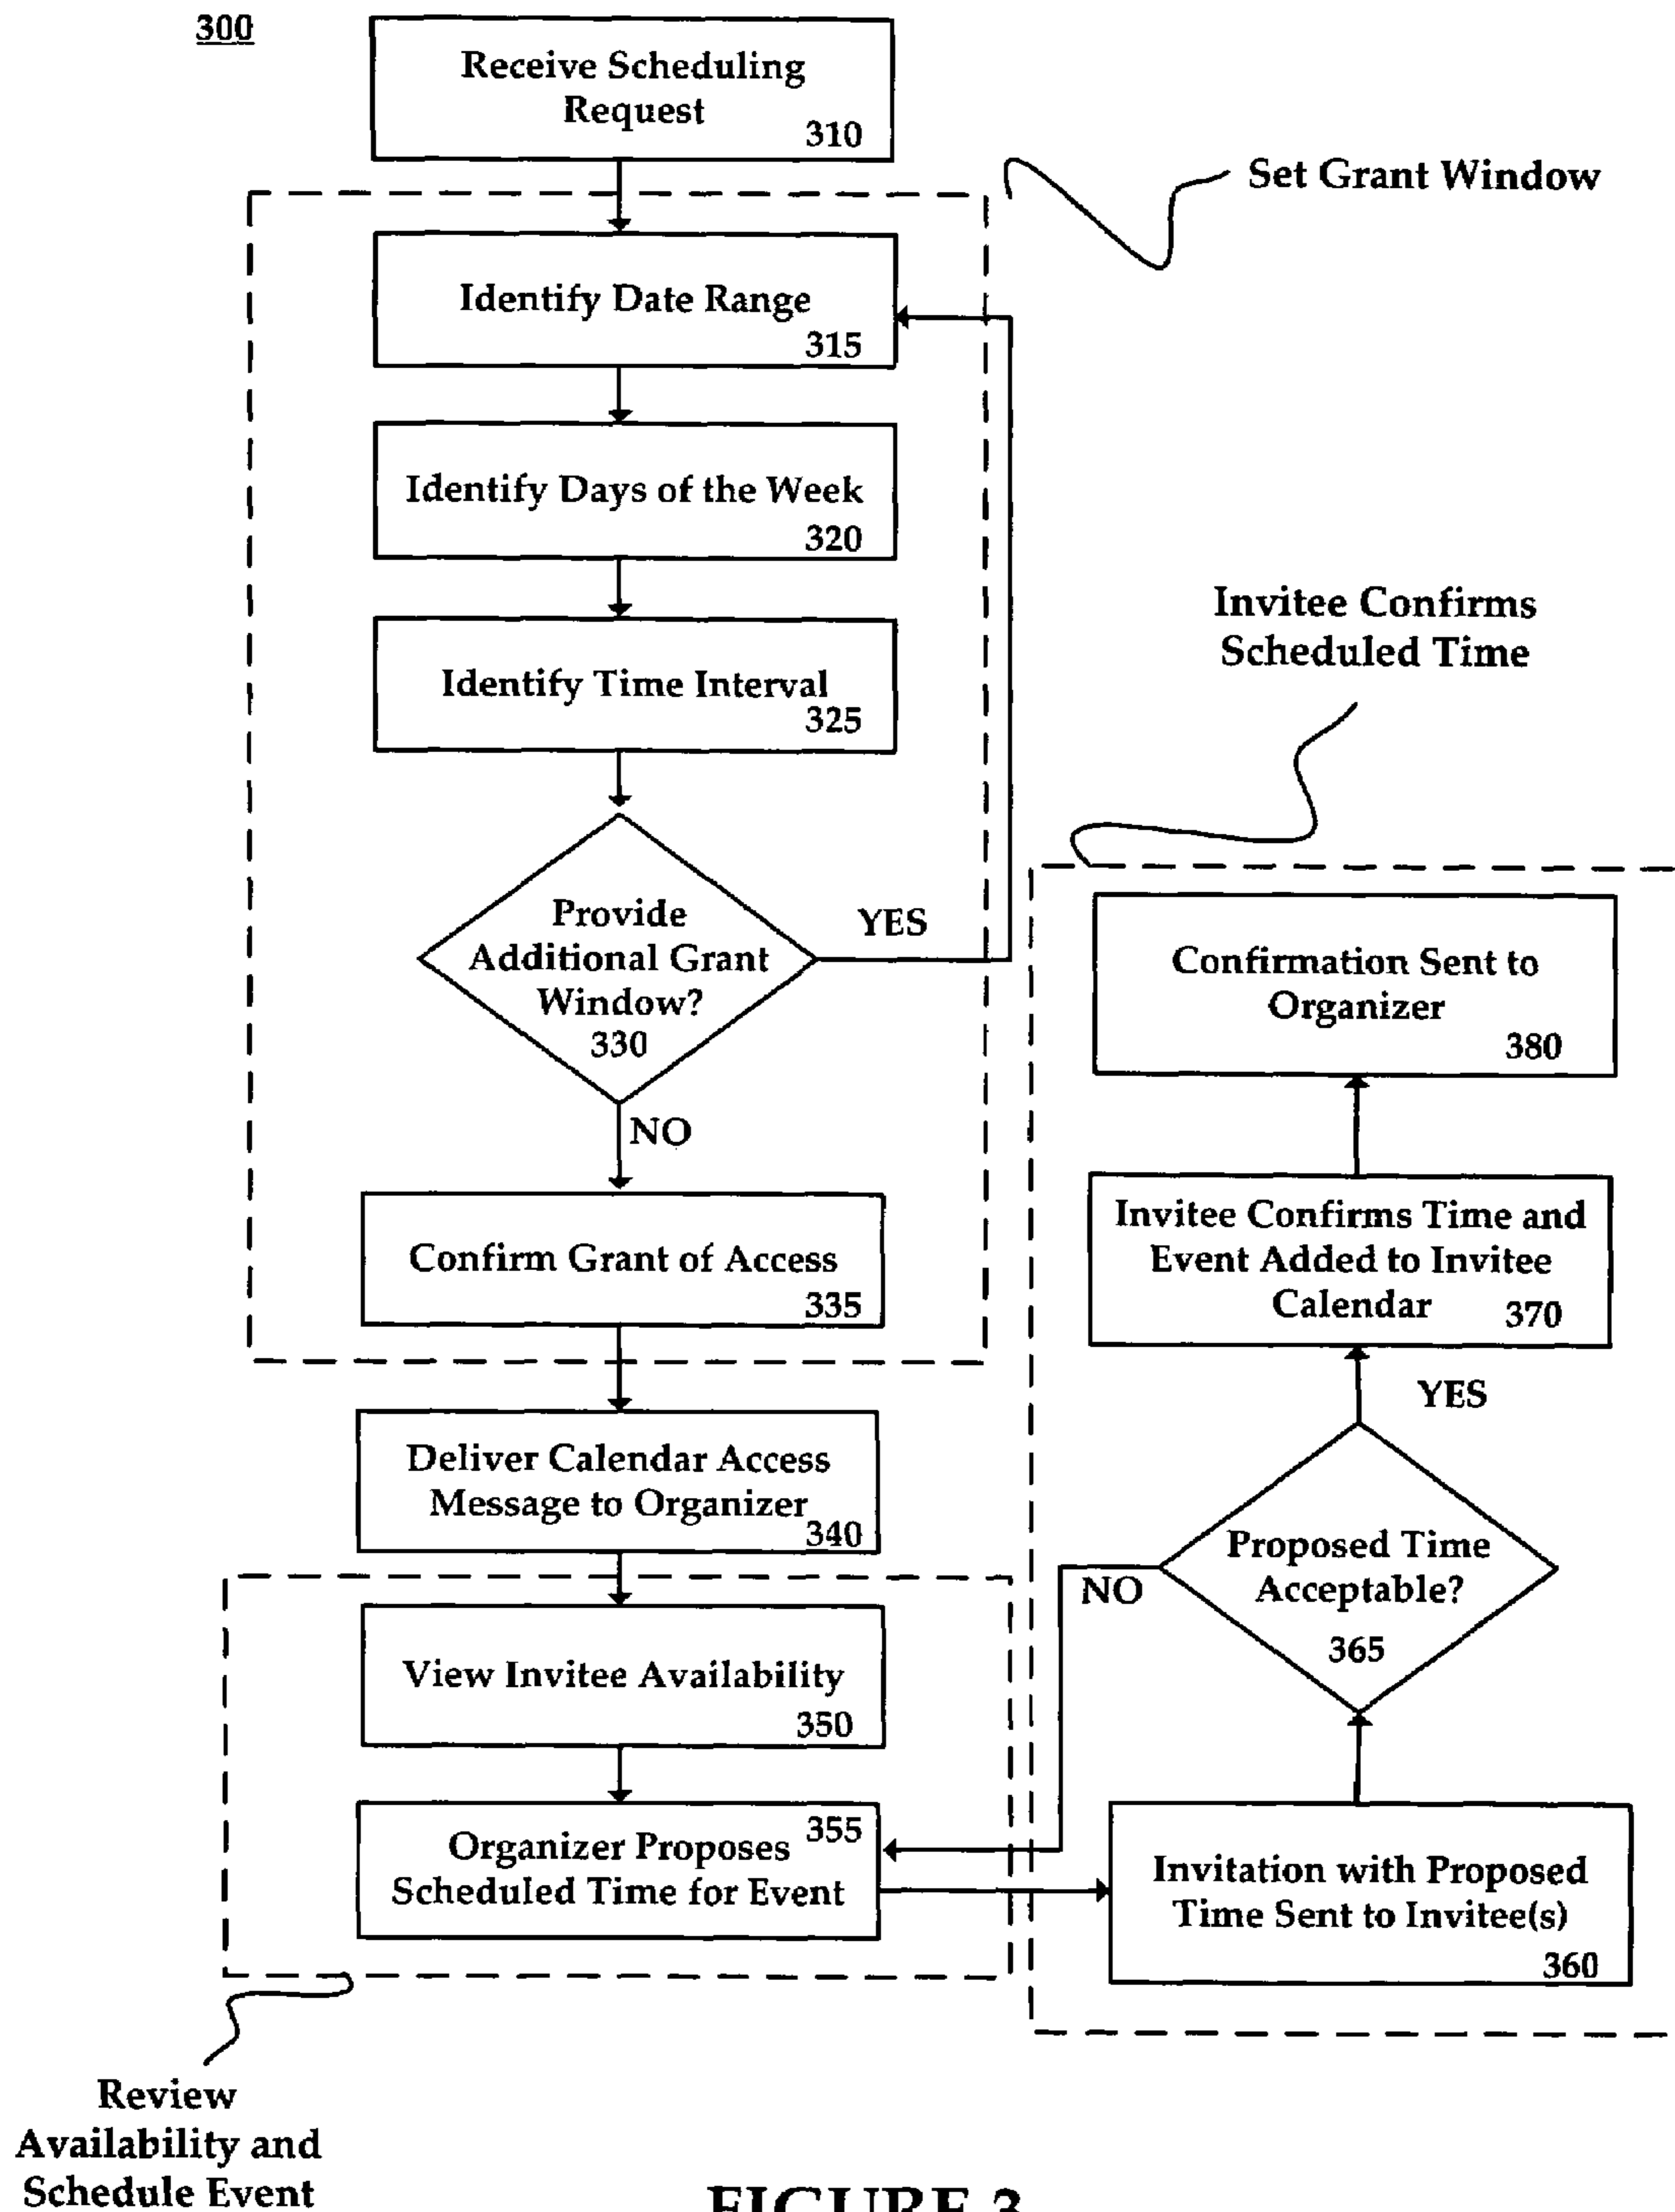 300
Receive Scheduling
Request
310
Set Grant Window
Identify Date Range
315
Identify Days of the Week
320
Identify Time Interval
325
Provide
Additional Grant
Window?
330
YES
NO
Confirm Grant of Access
335
Deliver Calendar Access
Message to Organizer
340
View Invitee Availability
350
Organizer Proposes
355
Scheduled Time for Event
Review
Availability and
Schedule Event
Invitee Confirms
Scheduled Time
Confirmation Sent to
Organizer
380
Invitee Confirms Time and
Event Added to Invitee
Calendar
370
YES
Proposed Time
Acceptable?
365
NO
Invitation with Proposed
Time Sent to Invitee(s)
360
FIGURE 3